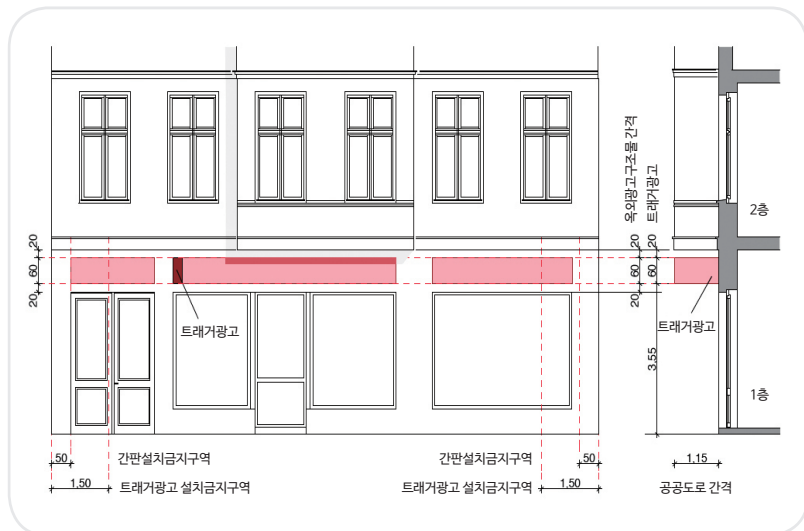 옥외광고구조물 간격
트래거광고
20
60
20
20
60
20
20
60
2층
트래거광고
트래거광고
3.55
1층
50
간판설치금지구역
간판설치금지구역
50
1,15
1,50
트래거광고 설치금지구역
트래거광고 설치금지구역
1,50
공공도로 간격